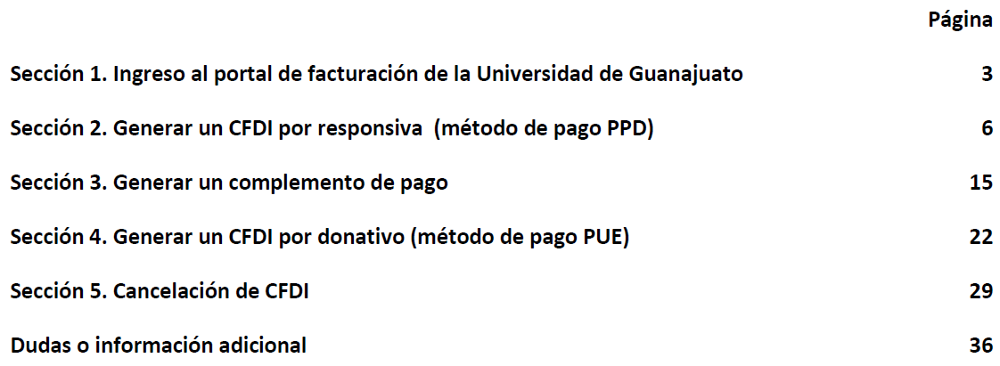 Página
Sección 1. Ingreso al portal de facturación de la Universidad de Guanajuato 3
Sección 2. Generar un CFDI por responsiva  (método de pago PPD) 6
Sección 3. Generar un complemento de pago 15
Sección 4. Generar un CFDI por donativo (método de pago PUE) 22
Sección 5. Cancelación de CFDI 29
Dudas o información adicional 36